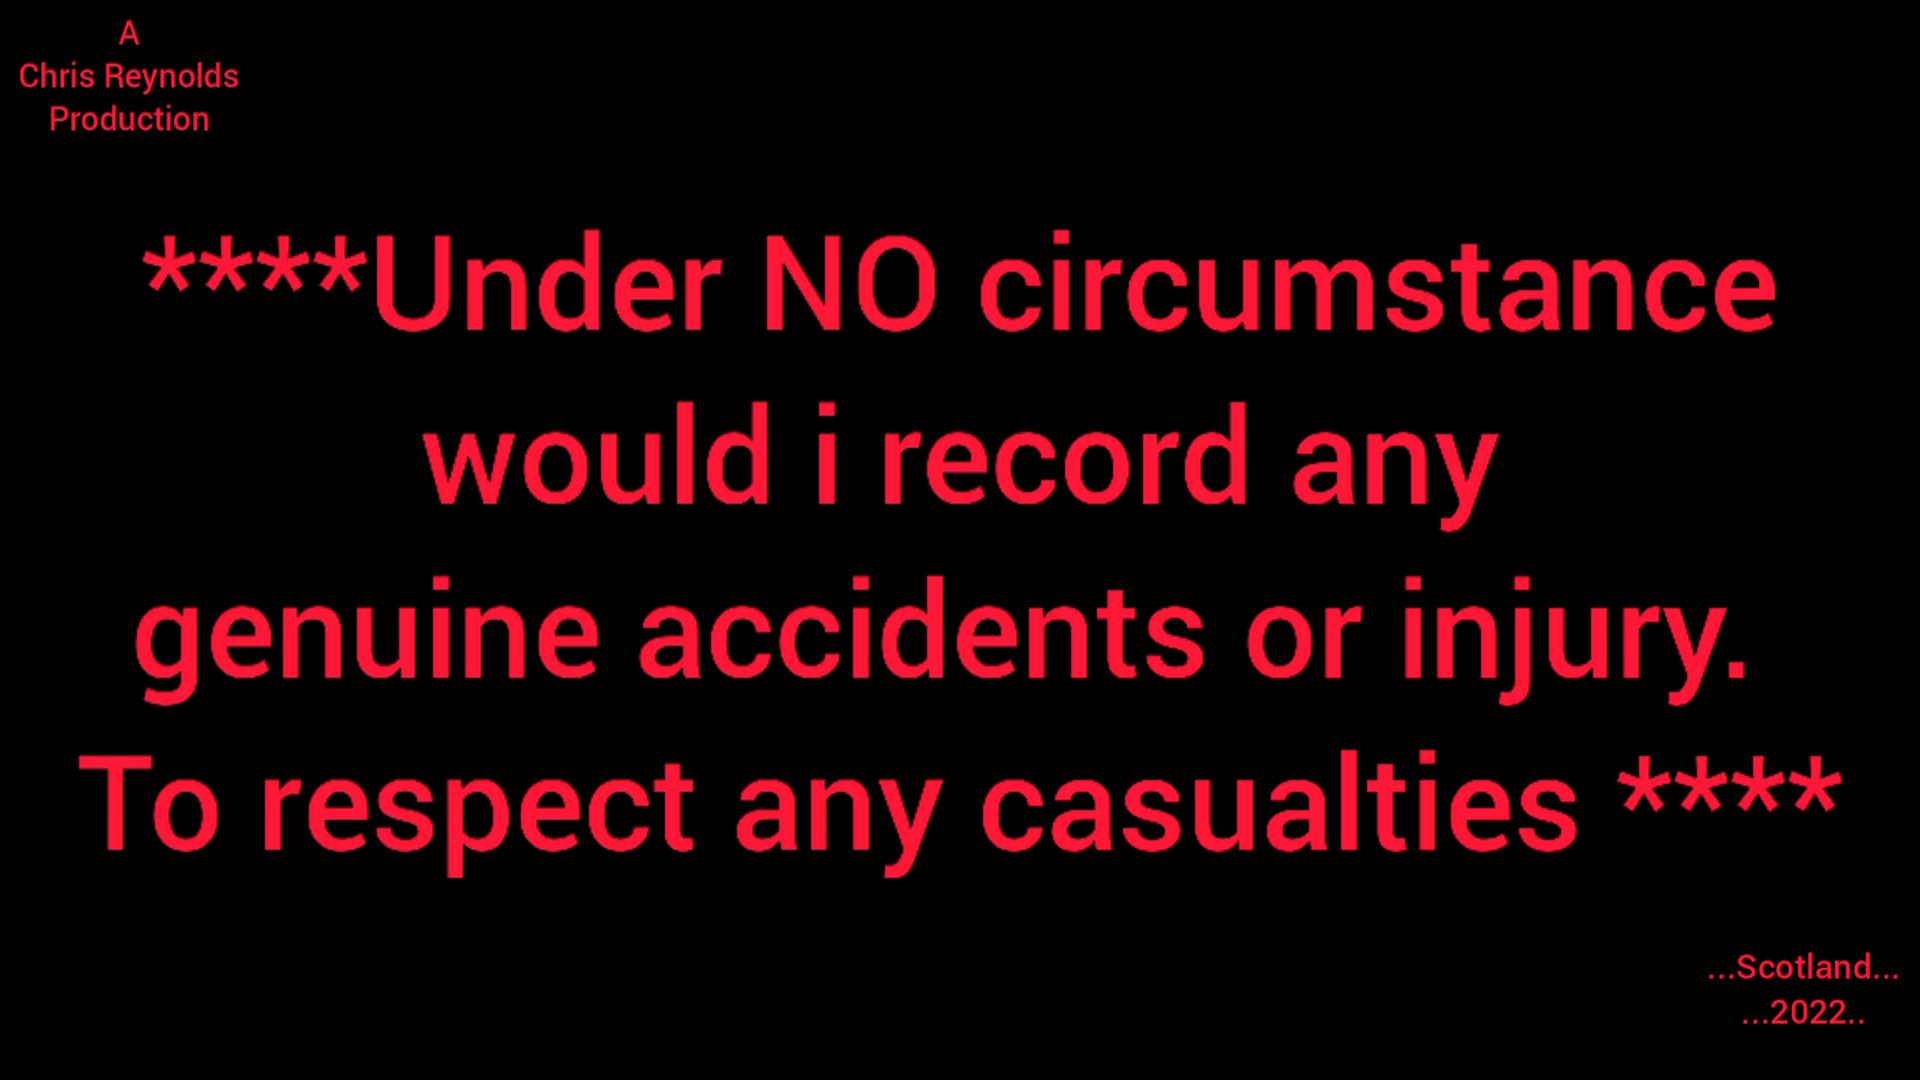 A
Chris Reynolds
Production
****Under NO circumstance
would i record any
genuine accidents or injury.
To respect any casualties ****
...Scotland...
...2022..